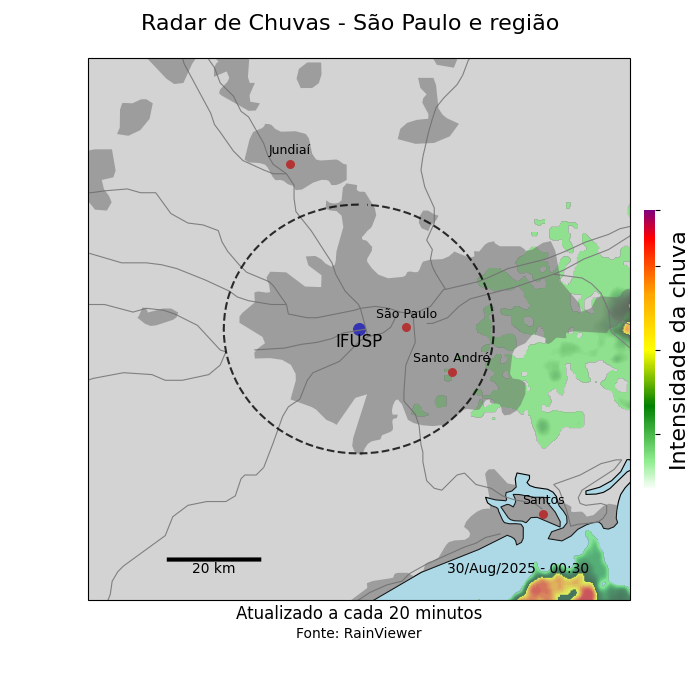 Radar de Chuvas - São Paulo e região
Jundiaí
São Paulo
IFUSP
Santo André
Santos
20 km
30/Aug/2025 - 00:30
Intensidade da chuva
Atualizado a cada 20 minutos
Fonte: RainViewer